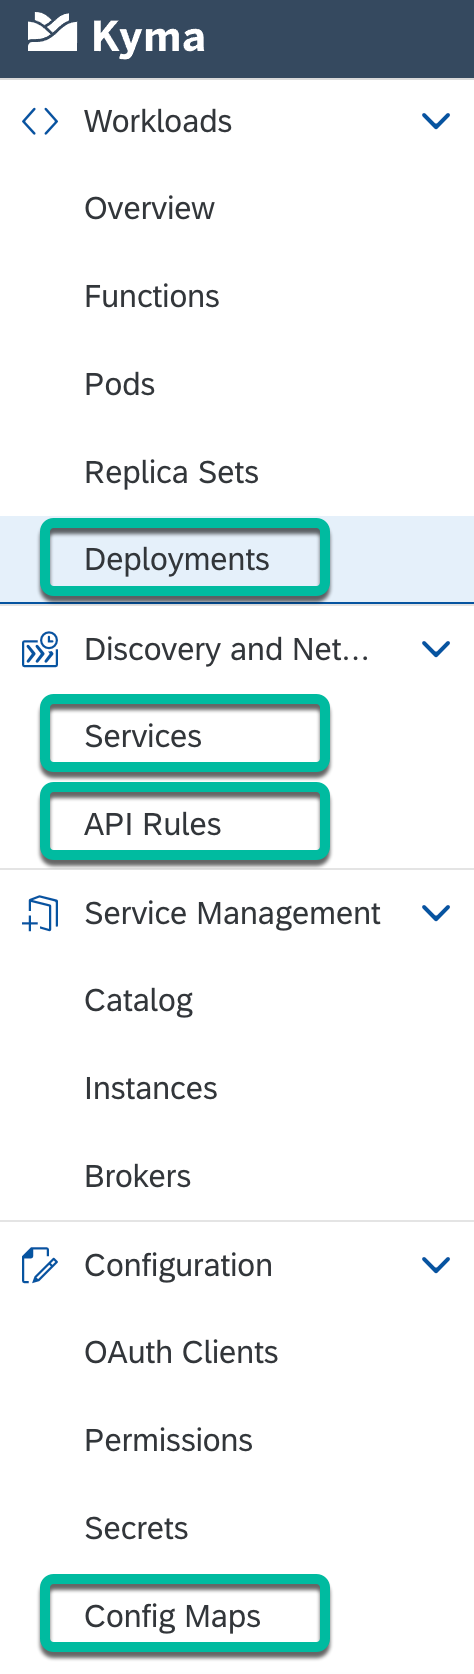 Kyma
Workloads
Overview
Functions
Pods
Replica Sets
Deployments
Discovery and Net...
Services
API Rules
Service Management
Catalog
Instances
Brokers
Configuration
OAuth Clients
Permissions
Secrets
Config Maps